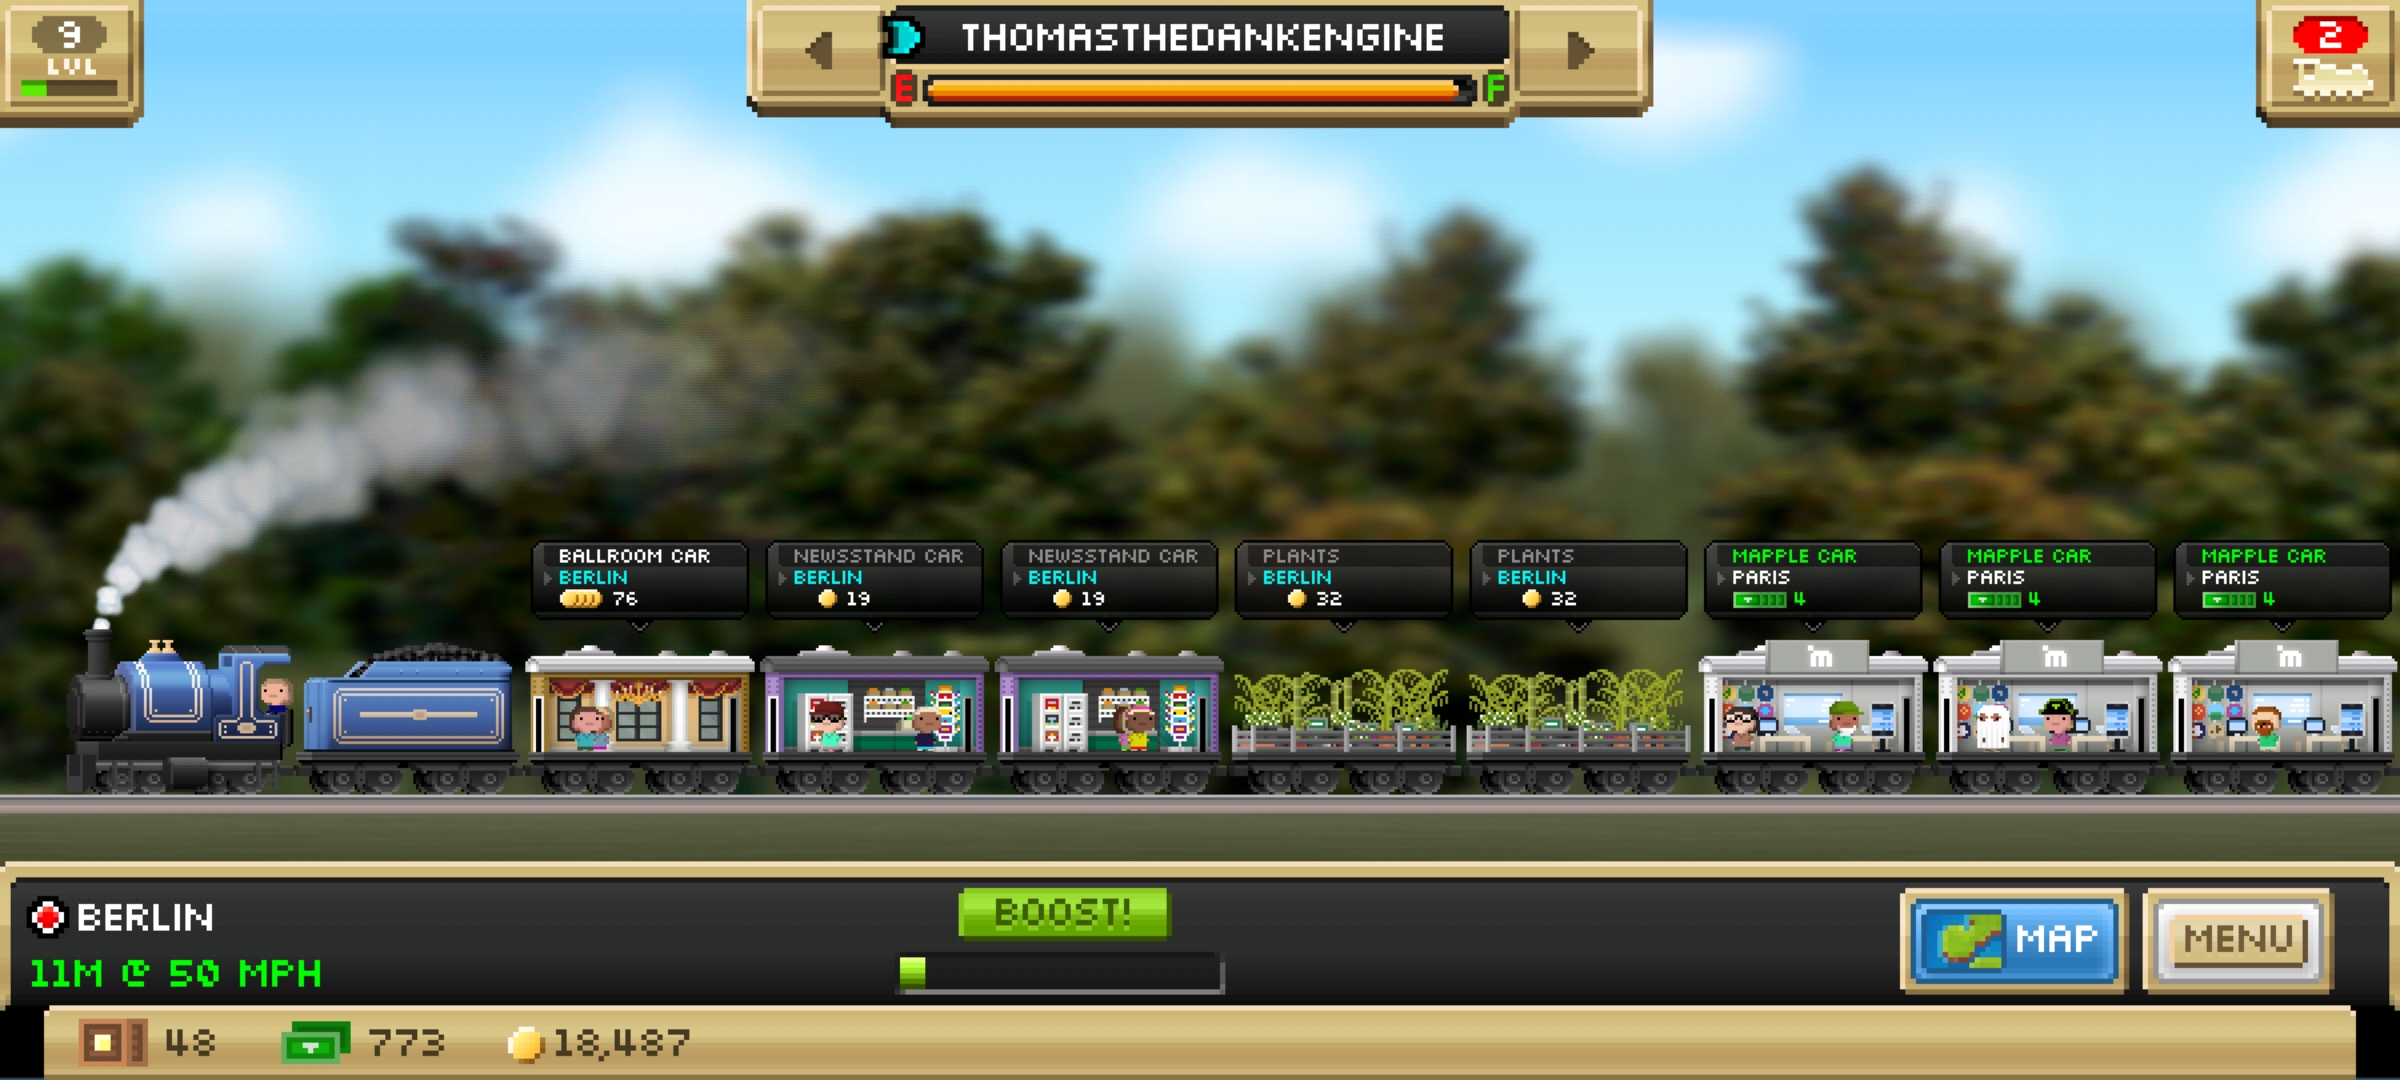 9
LVL
THOMASTHEDANKENGINE
E F
2
BALLROOM CAR
BERLIN
76
NEWSSTAND CAR
BERLIN
19
NEWSSTAND CAR
BERLIN
19
PLANTS
BERLIN
32
PLANTS
BERLIN
32
MAPPLE CAR
PARIS
4
MAPPLE CAR
PARIS
4
MAPPLE CAR
PARIS
4
m
m
m
BERLIN
11M @ 50 MPH
BOOST!
MAP
MENU
48
773
18,487